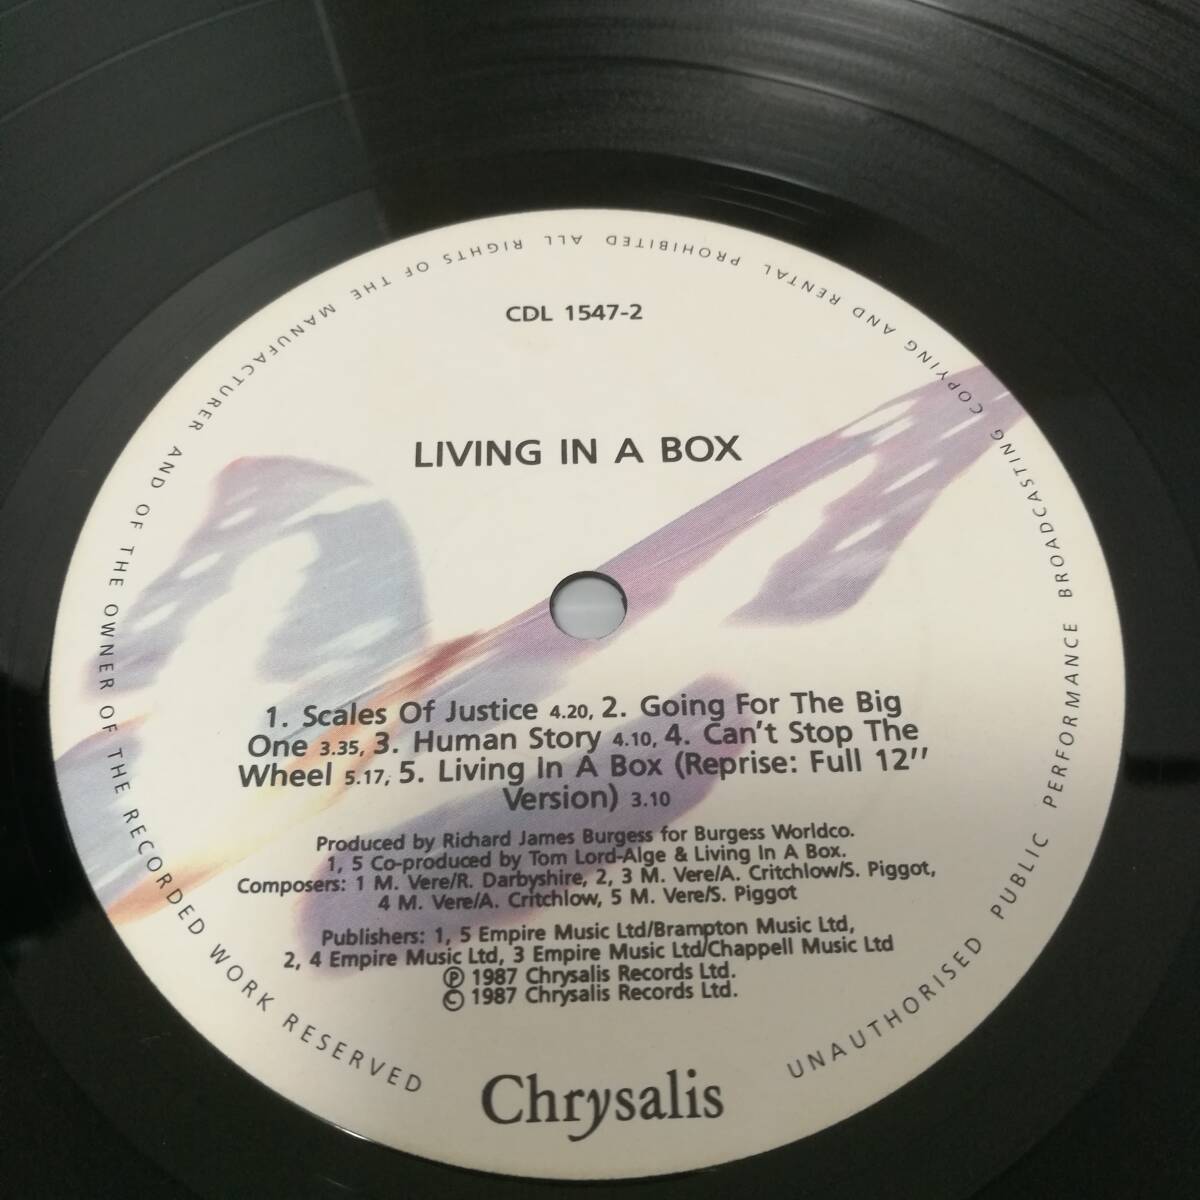 CDL 1547-2
LIVING IN A BOX
1. Scales Of Justice 4.20, 2. Going For The Big
One 3.35, 3. Human Story 4.10, 4. Can't Stop The
Wheel 5.17, 5. Living In A Box (Reprise: Full 12"
Version) 3.10
Produced by Richard James Burgess for Burgess Worldco.
1, 5 Co-produced by Tom Lord-Alge & Living In A Box.
Composers: 1 M. Vere/R. Darbyshire, 2, 3 M. Vere/A. Critchlow/S. Piggot,
4 M. Vere/A. Critchlow, 5 M. Vere/S. Piggot
Publishers: 1, 5 Empire Music Ltd/Brampton Music Ltd,
2, 4 Empire Music Ltd, 3 Empire Music Ltd/Chappell Music Ltd
Ⓟ 1987 Chrysalis Records Ltd.
© 1987 Chrysalis Records Ltd.
Chrysalis
ALL RIGHTS OF THE MANUFACTURER AND OF THE OWNER OF THE RECORDED WORK RESERVED UNAUTHORISED PUBLIC PERFORMANCE BROADCASTING COPYING AND RENTAL PROHIBITED